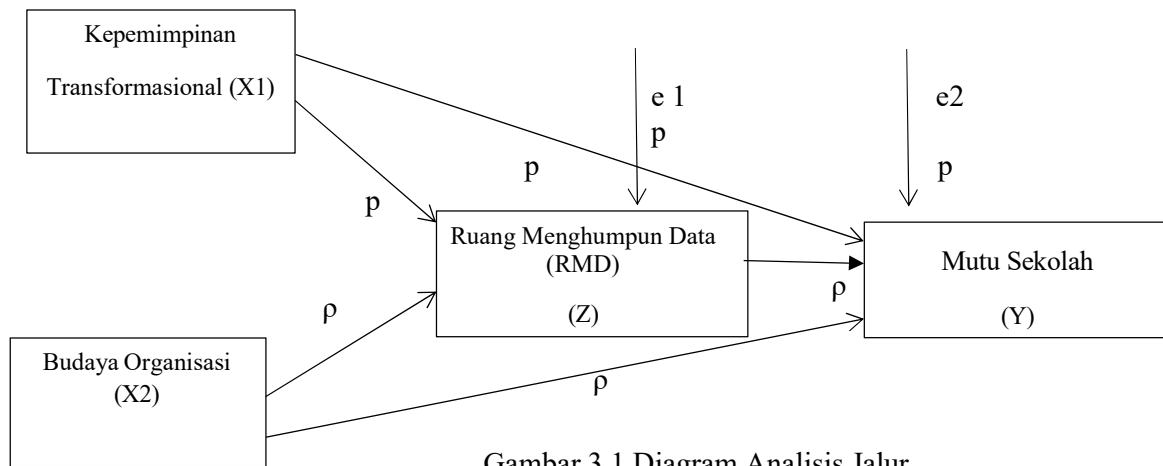 Kepemimpinan
Transformasional (X1)
e 1
p
e2
p
p
p
Ruang Menghumpun Data
(RMD)
(Z)
Mutu Sekolah
(Y)
ρ
ρ
ρ
Budaya Organisasi
(X2)
Gambar 3.1 Diagram Analisis Jalur